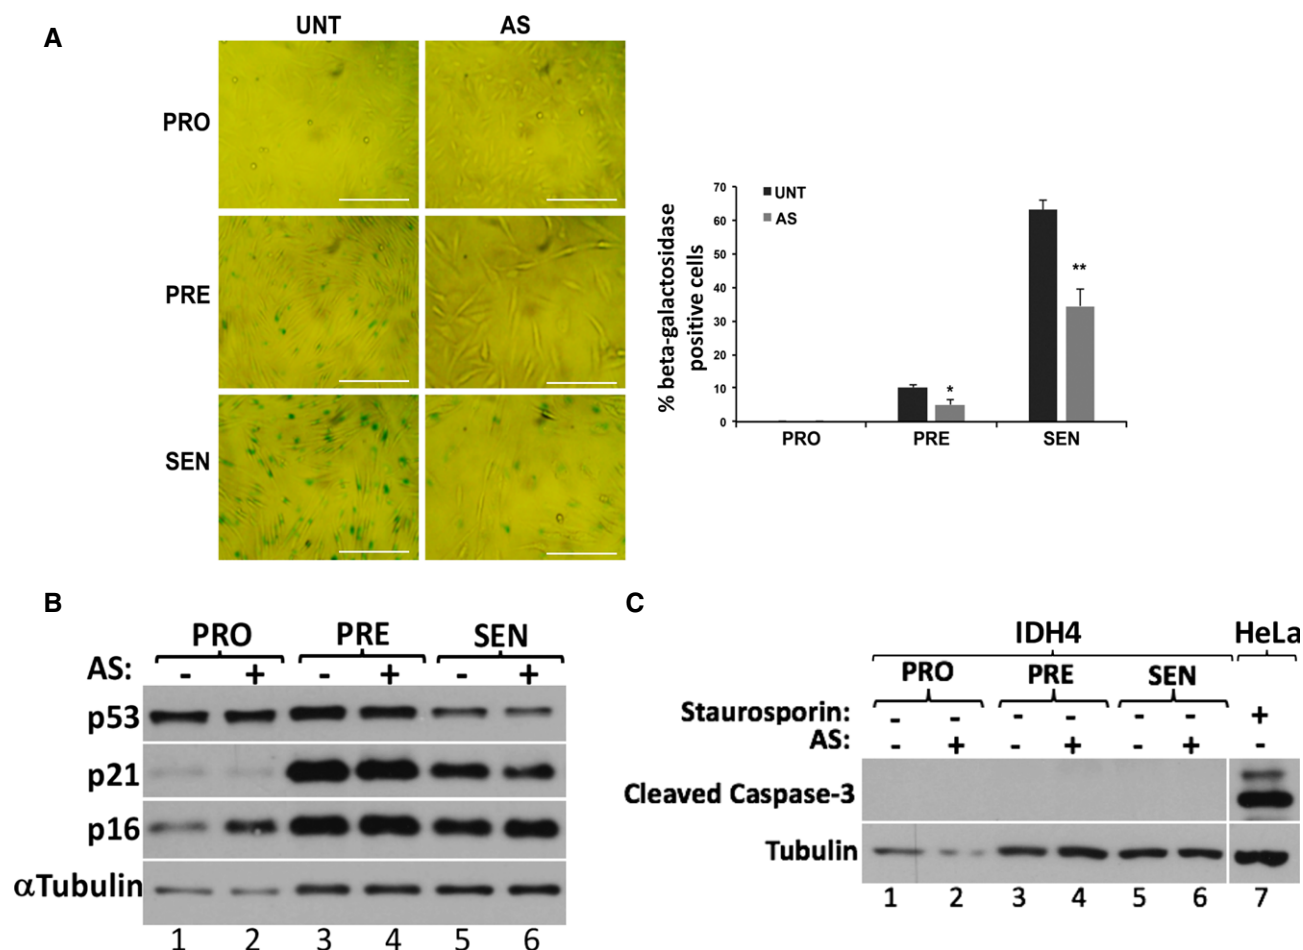 A
UNT AS
PRO
PRE
SEN
% beta-galactosidase
positive cells
70
60
50
40
30
20
10
0
UNT
AS
*
**
PRO PRE SEN
B
PRO PRE SEN
AS: - + - + - +
p53
p21
p16
αTubulin
1 2 3 4 5 6
C
IDH4 HeLa
PRO PRE SEN
Staurosporin: - - - - - - +
AS: - + - + - + -
Cleaved Caspase-3
Tubulin
1 2 3 4 5 6 7